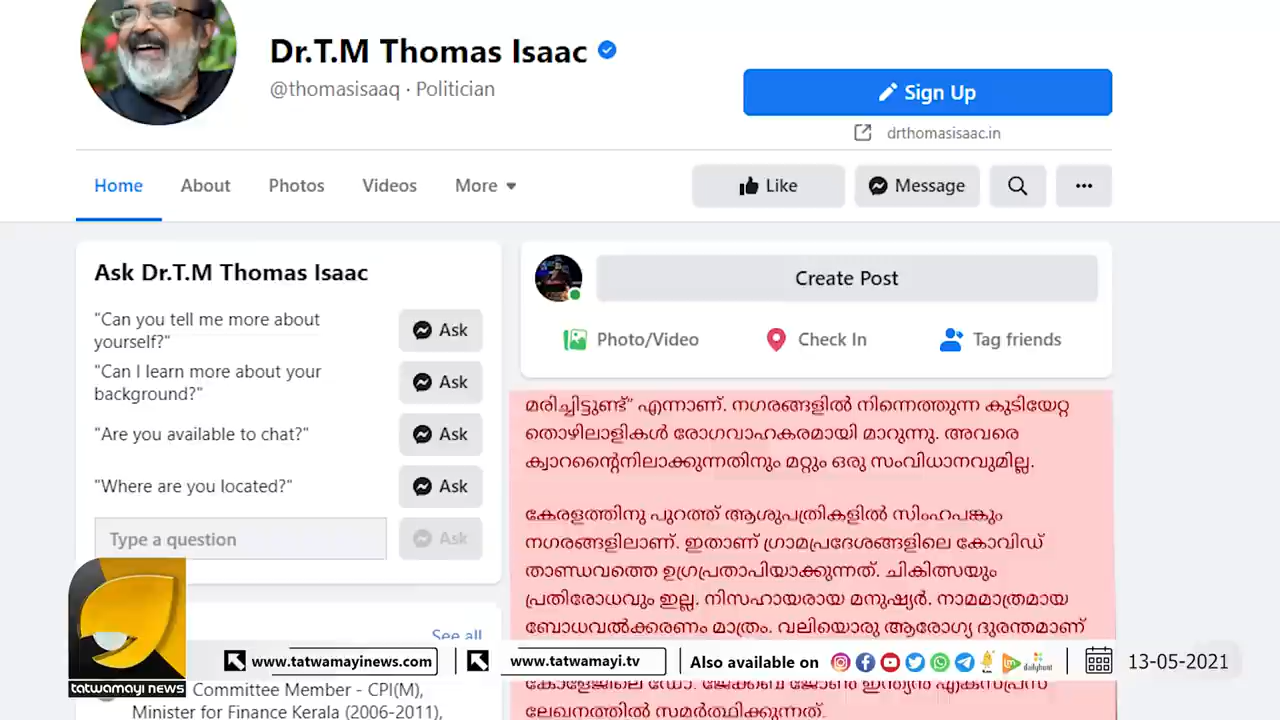 Dr.T.M Thomas Isaac
@thomasisaaq · Politician
Sign Up
drthomasisaac.in
Home
About
Photos
Videos
More
Like
Message
Ask Dr.T.M Thomas Isaac
"Can you tell me more about
yourself?"
Ask
"Can I learn more about your
background?"
Ask
"Are you available to chat?"
Ask
"Where are you located?"
Ask
Type a question
Ask
See all
Committee Member - CPI(M),
Minister for Finance Kerala (2006-2011),
Create Post
Photo/Video
Check In
Tag friends
മരിച്ചിട്ടുണ്ട്” എന്നാണ്. നഗരങ്ങളിൽ നിന്നെത്തുന്ന കുടിയേറ്റ
തൊഴിലാളികൾ രോഗവാഹകരമായി മാറുന്നു. അവരെ
ക്വാറന്റൈനിലാക്കുന്നതിനും മറ്റും ഒരു സംവിധാനവുമില്ല.
കേരളത്തിനു പുറത്ത് ആശുപത്രികളിൽ സിംഹപങ്കും
നഗരങ്ങളിലാണ്. ഇതാണ് ഗ്രാമപ്രദേശങ്ങളിലെ കോവിഡ്
താണ്ഡവത്തെ ഉഗ്രപ്രതാപിയാക്കുന്നത്. ചികിത്സയും
പ്രതിരോധവും ഇല്ല. നിസഹായരായ മനുഷ്യർ. നാമമാത്രമായ
ബോധവൽക്കരണം മാത്രം. വലിയൊരു ആരോഗ്യ ദുരന്തമാണ്
കോളേജിലെ ഡോ. ജേക്കബ് ജോൺ ഇന്ത്യൻ എക്സ്പ്രസ്
ലേഖനത്തിൽ സമർത്ഥിക്കുന്നത്.
tatwamayi news
www.tatwamayinews.com
www.tatwamayi.tv
Also available on
dailyhunt
13-05-2021